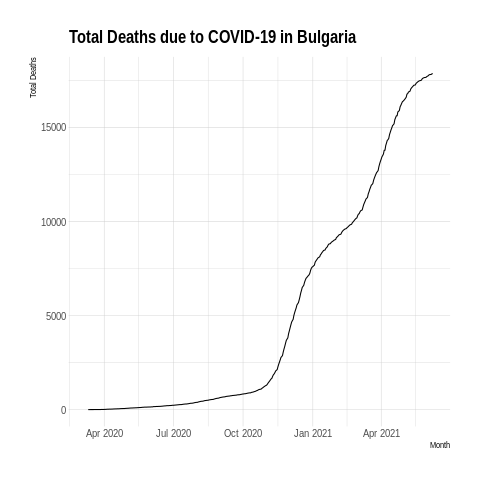 Total Deaths due to COVID-19 in Bulgaria
Total Deaths
15000
10000
5000
0
Apr 2020 Jul 2020 Oct 2020 Jan 2021 Apr 2021
Month